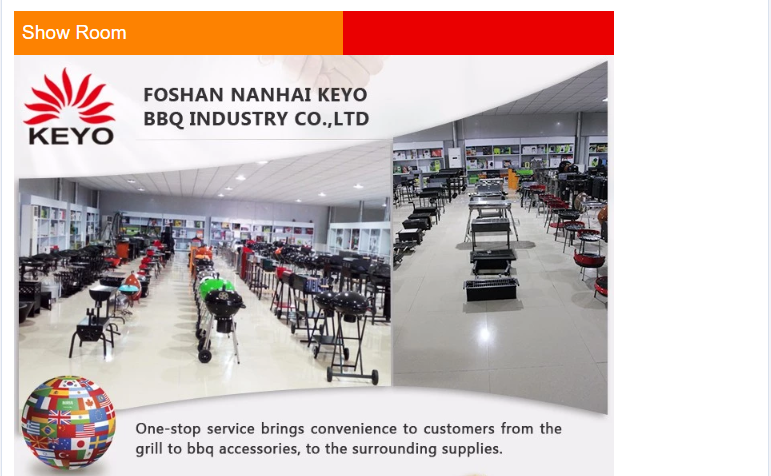 Show Room
KEYO
FOSHAN NANHAI KEYO
BBQ INDUSTRY CO.,LTD
One-stop service brings convenience to customers from the
grill to bbq accessories, to the surrounding supplies.